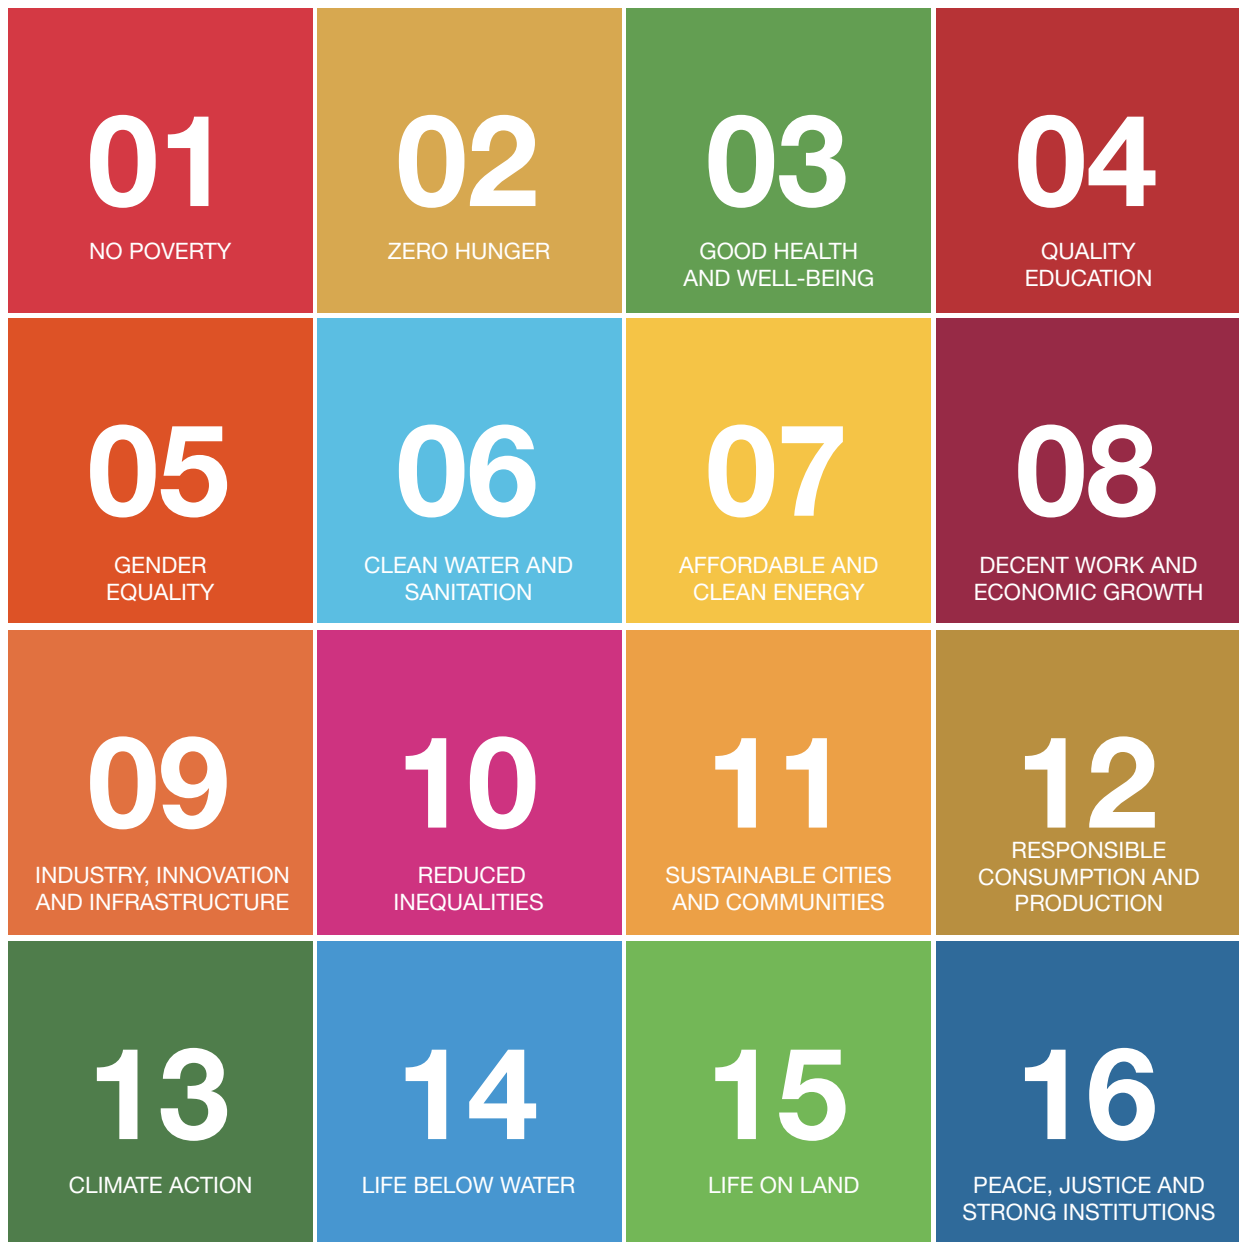 01
NO POVERTY
02
ZERO HUNGER
03
GOOD HEALTH
AND WELL-BEING
04
QUALITY
EDUCATION
05
GENDER
EQUALITY
06
CLEAN WATER AND
SANITATION
07
AFFORDABLE AND
CLEAN ENERGY
08
DECENT WORK AND
ECONOMIC GROWTH
09
INDUSTRY, INNOVATION
AND INFRASTRUCTURE
10
REDUCED
INEQUALITIES
11
SUSTAINABLE CITIES
AND COMMUNITIES
12
RESPONSIBLE
CONSUMPTION AND
PRODUCTION
13
CLIMATE ACTION
14
LIFE BELOW WATER
15
LIFE ON LAND
16
PEACE, JUSTICE AND
STRONG INSTITUTIONS